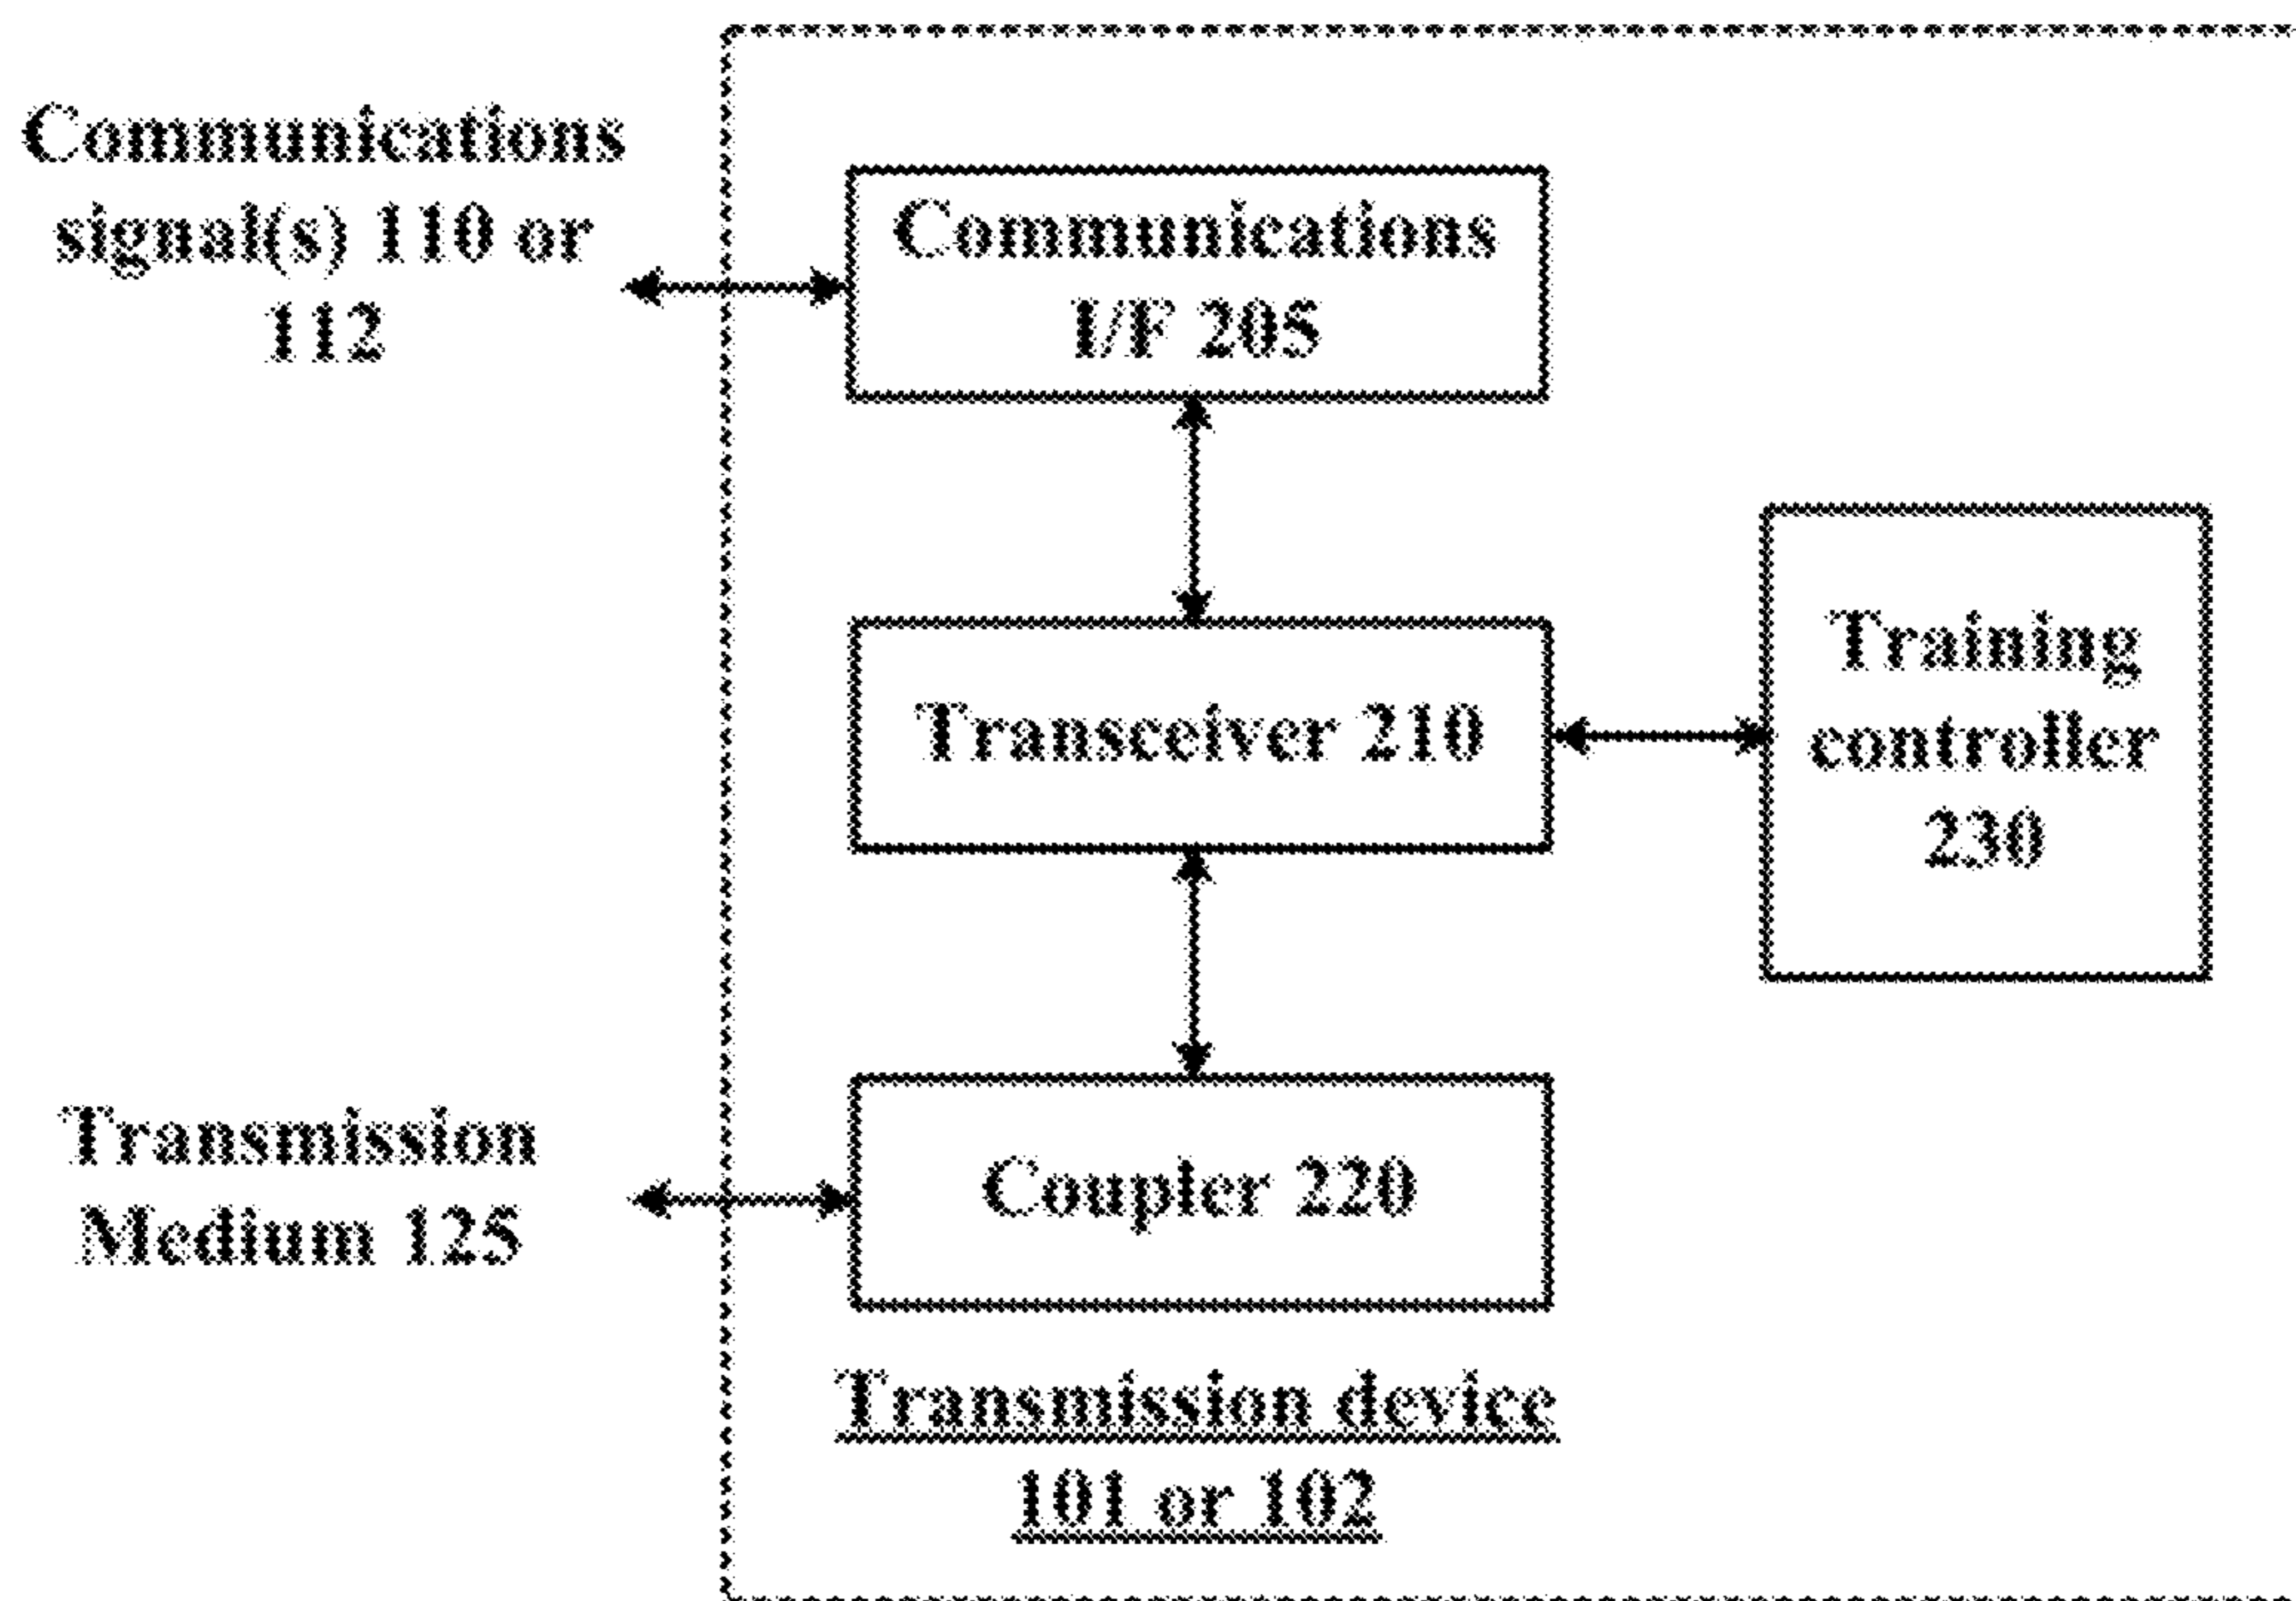 Communications
signal(s) 110 or
112
Communications
I/F 205
Transceiver 210
Training
controller
230
Transmission
Medium 125
Coupler 220
Transmission device
101 or 102